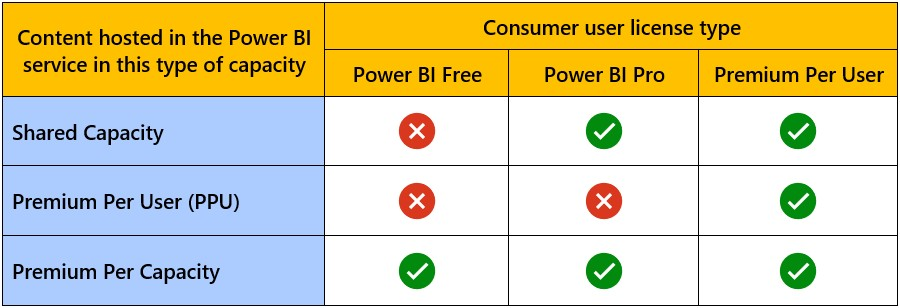 Content hosted in the Power BI
service in this type of capacity
Consumer user license type
Power BI Free
Power BI Pro
Premium Per User
Shared Capacity
Premium Per User (PPU)
Premium Per Capacity